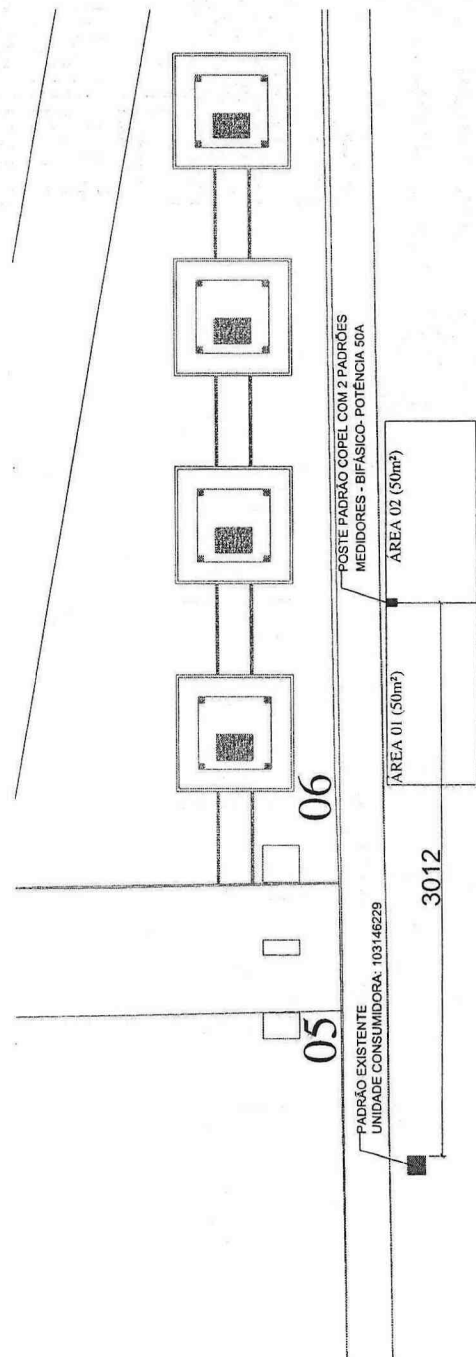 POSTE PADRÃO COPEL COM 2 PADRÕES
MEDIDORES - BIFÁSICO- POTÊNCIA 50A
ÁREA 01 (50m²)
ÁREA 02 (50m²)
06
05
3012
PADRÃO EXISTENTE
UNIDADE CONSUMIDORA: 103146229